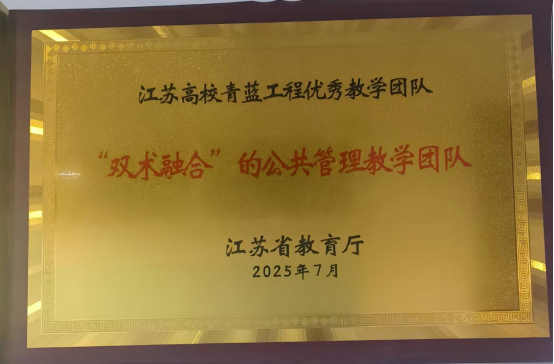 江苏高校青蓝工程优秀教学团队
“双术融合”的公共管理教学团队
江苏省教育厅
2025年7月